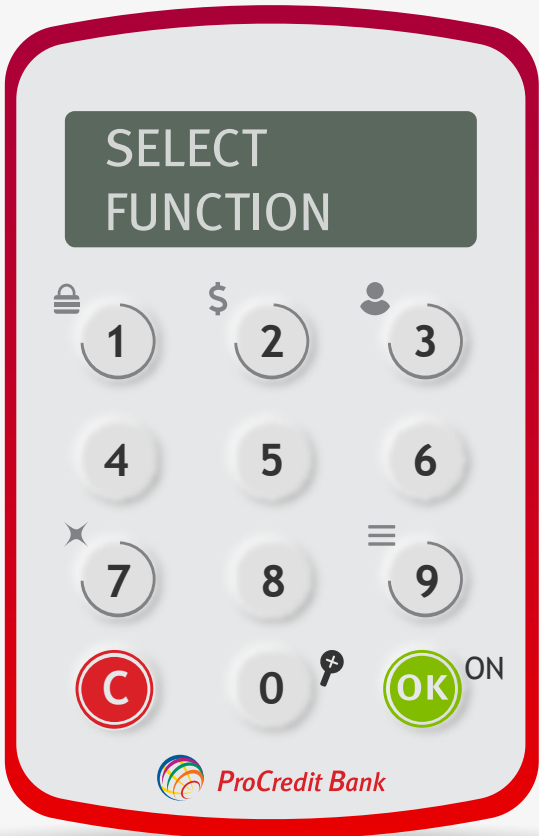 SELECT
FUNCTION
$
1 2 3
4 5 6
7 8 9
C 0 OK ON
ProCredit Bank